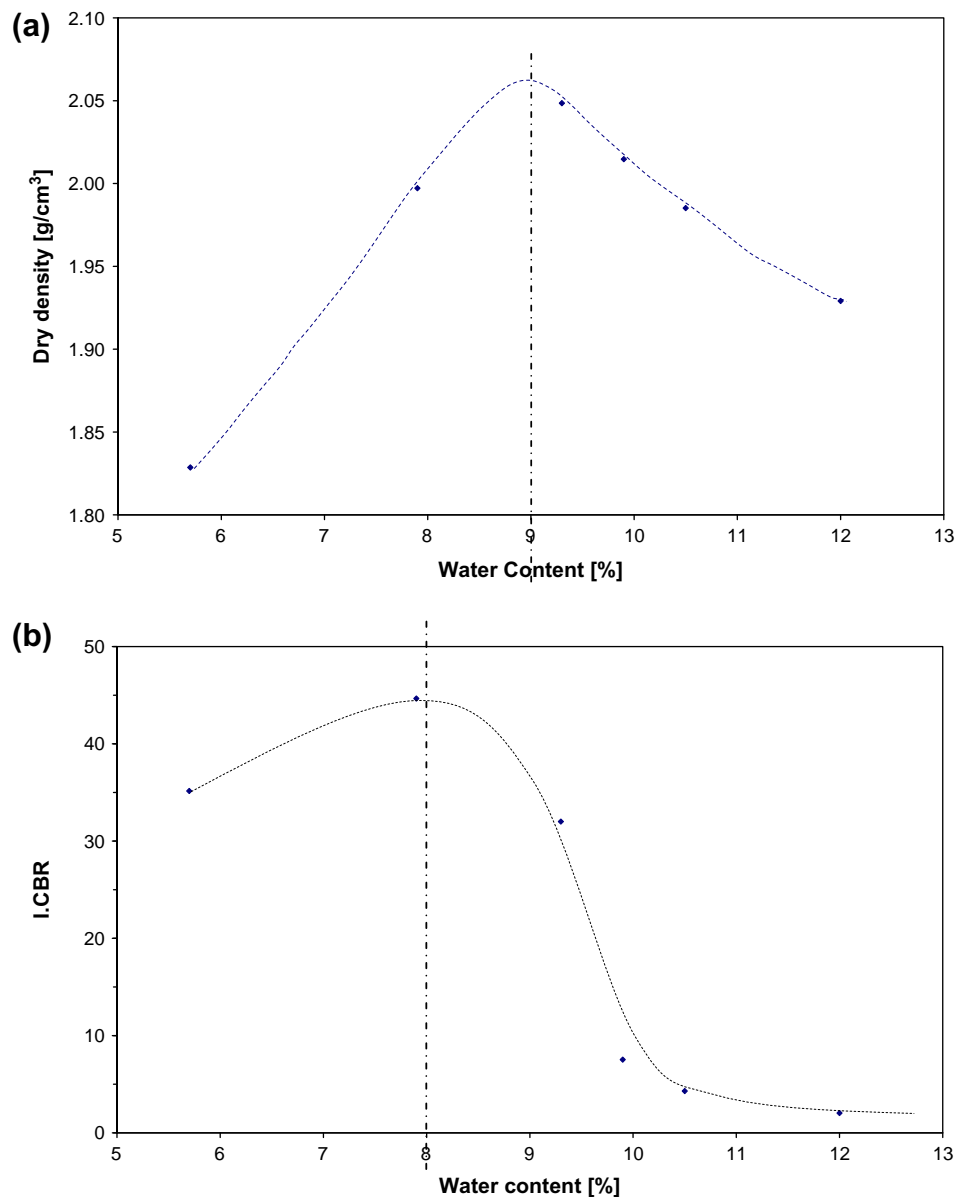 (a)
2.10
2.05
2.00
1.95
1.90
1.85
1.80
Dry density [g/cm³]
5 6 7 8 9 10 11 12 13
Water Content [%]
(b)
50
40
30
20
10
0
I.CBR
5 6 7 8 9 10 11 12 13
Water content [%]